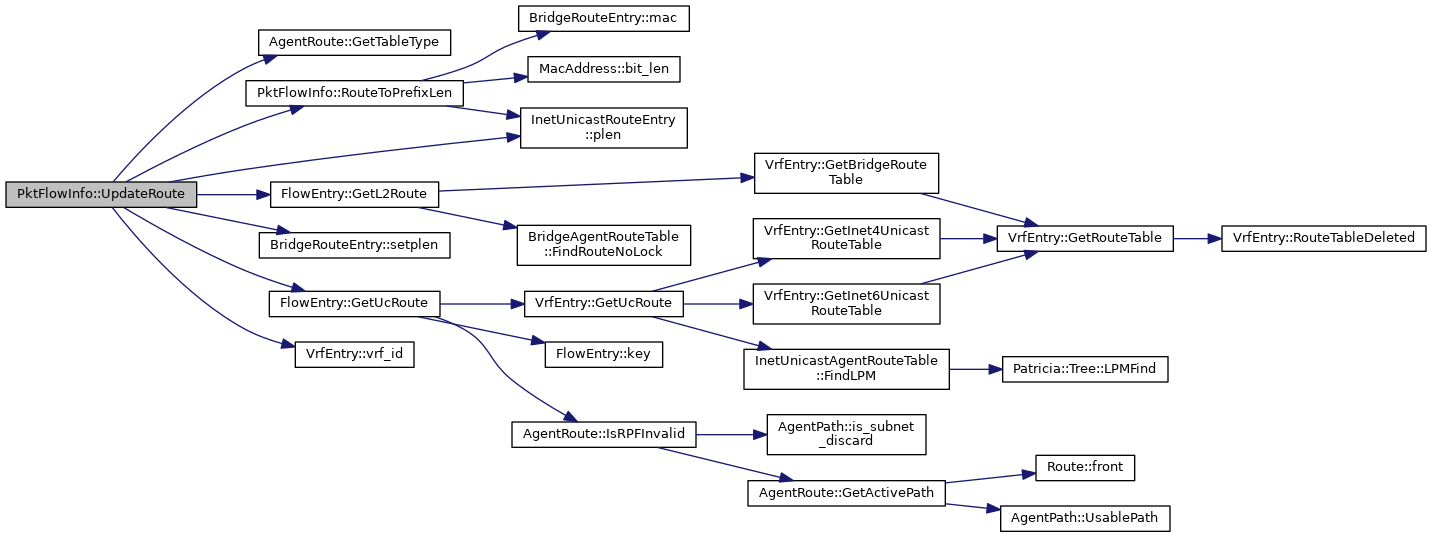 BridgeRouteEntry::mac
AgentRoute::GetTableType
MacAddress::bit_len
PktFlowInfo::RouteToPrefixLen
InetUnicastRouteEntry
::plen
PktFlowInfo::UpdateRoute
FlowEntry::GetL2Route
VrfEntry::GetBridgeRoute
Table
BridgeRouteEntry::setplen
BridgeAgentRouteTable
::FindRouteNoLock
VrfEntry::GetInet4Unicast
RouteTable
VrfEntry::GetRouteTable
VrfEntry::RouteTableDeleted
FlowEntry::GetUcRoute
VrfEntry::GetUcRoute
VrfEntry::GetInet6Unicast
RouteTable
VrfEntry::vrf_id
FlowEntry::key
InetUnicastAgentRouteTable
::FindLPM
Patricia::Tree::LPMFind
AgentRoute::IsRPFInvalid
AgentPath::is_subnet
_discard
AgentRoute::GetActivePath
Route::front
AgentPath::UsablePath